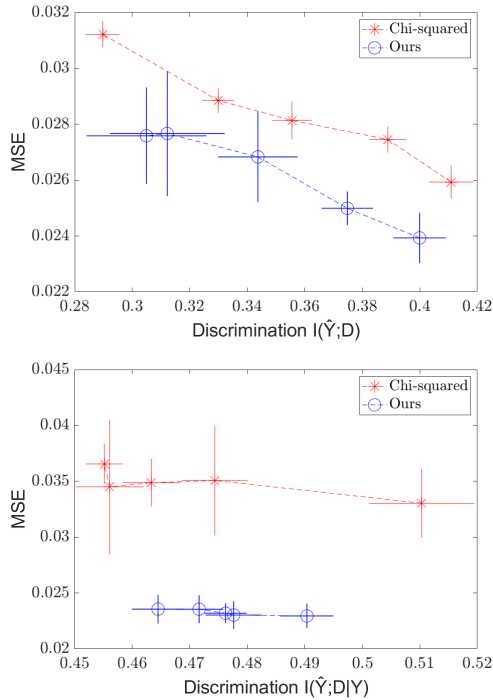 0.032
0.03
0.028
0.026
0.024
0.022
MSE
Chi-squared
Ours
0.28 0.3 0.32 0.34 0.36 0.38 0.4 0.42
Discrimination I(Ŷ;D)
0.045
0.04
0.035
0.03
0.025
0.02
MSE
Chi-squared
Ours
0.45 0.46 0.47 0.48 0.49 0.5 0.51 0.52
Discrimination I(Ŷ;D|Y)